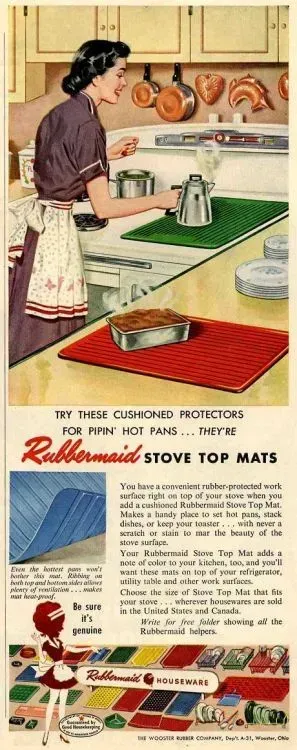 TRY THESE CUSHIONED PROTECTORS
FOR PIPIN' HOT PANS . . . THEY'RE
Rubbermaid STOVE TOP MATS
You have a convenient rubber-protected work
surface right on top of your stove when you
add a cushioned Rubbermaid Stove Top Mat.
Makes a handy place to set hot pans, stack
dishes, or keep your toaster . . . with never a
scratch or stain to mar the beauty of the
stove surface.
Your Rubbermaid Stove Top Mat adds a
note of color to your kitchen, too, and you'll
want these mats on top of your refrigerator,
utility table and other work surfaces.
Choose the size of Stove Top Mat that fits
your stove . . . wherever housewares are sold
in the United States and Canada.
Write for free folder showing all the
Rubbermaid helpers.
Even the hottest pans won't
bother this mat. Ribbing on
both top and bottom sides allows
plenty of ventilation . . . makes
mat heat-proof.
Be sure
it's
genuine
Rubbermaid HOUSEWARE
Guaranteed by
Good Housekeeping
THE WOOSTER RUBBER COMPANY, Dep't A-31, Wooster, Ohio